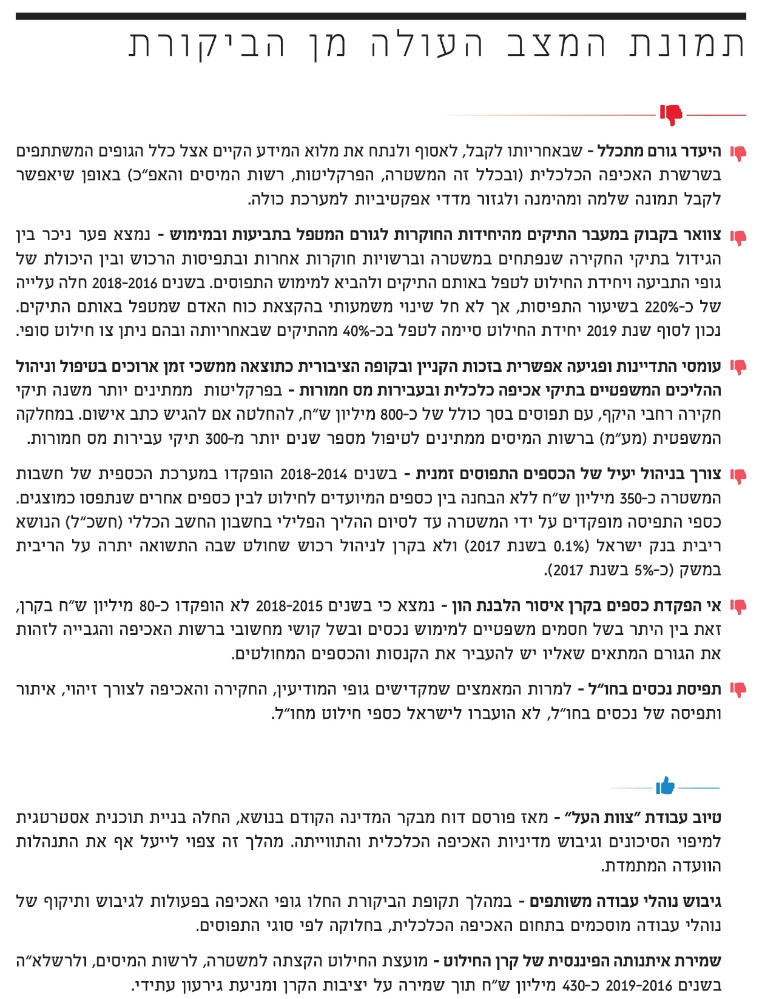 תמונת המצב העולה מן הביקורת
היעדר גורם מתכלל - שבאחריותו לקבל, לאסוף ולנתח את מלוא המידע הקיים אצל כלל הגופים המשתתפים
בשרשרת האכיפה הכלכלית (ובכלל זה המשטרה, הפרקליטות, רשות המיסים והאפ״כ) באופן שיאפשר
לקבל תמונה שלמה ומהימנה ולגזור מדדי אפקטיביות למערכת כולה.
צוואר בקבוק במעבר התיקים מהיחידות החוקרות לגורם המטפל בתביעות ובמימוש - נמצא פער ניכר בין
הגידול בתיקי החקירה שנפתחים במשטרה וברשויות חוקרות אחרות ובתפיסות הרכוש ובין היכולת של
גופי התביעה ויחידת החילוט לטפל באותם התיקים ולהביא למימוש התפוסים. בשנים 2018-2016 חלה עלייה
של כ-220% בשיעור התפיסות, אך לא חל שינוי משמעותי בהקצאת כוח האדם שמטפל באותם התיקים.
נכון לסוף שנת 2019 יחידת החילוט סיימה לטפל בכ-40% מהתיקים שבאחריותה ובהם ניתן צו חילוט סופי.
עומסי התדיינות ופגיעה אפשרית בזכות הקניין ובקופה הציבורית כתוצאה ממשכי זמן ארוכים בטיפול וניהול
ההליכים המשפטיים בתיקי אכיפה כלכלית ובעבירות מס חמורות - בפרקליטות ממתינים יותר משנה תיקי
חקירה רחבי היקף, עם תפוסים בסך כולל של כ-800 מיליון ש״ח, להחלטה אם להגיש כתב אישום. במחלקה
המשפטית (מע״מ) ברשות המיסים ממתינים לטיפול מספר שנים יותר מ-300 תיקי עבירות מס חמורות.
צורך בניהול יעיל של הכספים התפוסים זמנית - בשנים 2018-2014 הופקדו במערכת הכספית של חשבות
המשטרה כ-350 מיליון ש״ח ללא הבחנה בין כספים המיועדים לחילוט לבין כספים אחרים שנתפסו כמוצגים.
כספי התפיסה מופקדים על ידי המשטרה עד לסיום ההליך הפלילי בחשבון החשב הכללי (חשכ״ל) הנושא
ריבית בנק ישראל (0.1% בשנת 2017) ולא בקרן לניהול רכוש שחולט שבה התשואה יתרה על הריבית
במשק (כ-5% בשנת 2017).
אי הפקדת כספים בקרן איסור הלבנת הון - נמצא כי בשנים 2018-2015 לא הופקדו כ-80 מיליון ש״ח בקרן,
זאת בין היתר בשל חסמים משפטיים למימוש נכסים ובשל קושי מחשובי ברשות האכיפה והגבייה לזהות
את הגורם המתאים שאליו יש להעביר את הקנסות והכספים המחולטים.
תפיסת נכסים בחו״ל - למרות המאמצים שמקדישים גופי המודיעין, החקירה והאכיפה לצורך זיהוי, איתור
ותפיסה של נכסים בחו״ל, לא הועברו לישראל כספי חילוט מחו״ל.
טיוב עבודת ״צוות העל״ - מאז פורסם דוח מבקר המדינה הקודם בנושא, החלה בניית תוכנית אסטרטגית
למיפוי הסיכונים וגיבוש מדיניות האכיפה הכלכלית והתווייתה. מהלך זה צפוי לייעל אף את התנהלות
הוועדה המתמדת.
גיבוש נוהלי עבודה משותפים - במהלך תקופת הביקורת החלו גופי האכיפה בפעולות לגיבוש ותיקוף של
נוהלי עבודה מוסכמים בתחום האכיפה הכלכלית, בחלוקה לפי סוגי התפוסים.
שמירת איתנותה הפיננסית של קרן החילוט - מועצת החילוט הקצתה למשטרה, לרשות המיסים, ולרשלא״ה
בשנים 2019-2016 כ-430 מיליון ש״ח תוך שמירה על יציבות הקרן ומניעת גירעון עתידי.